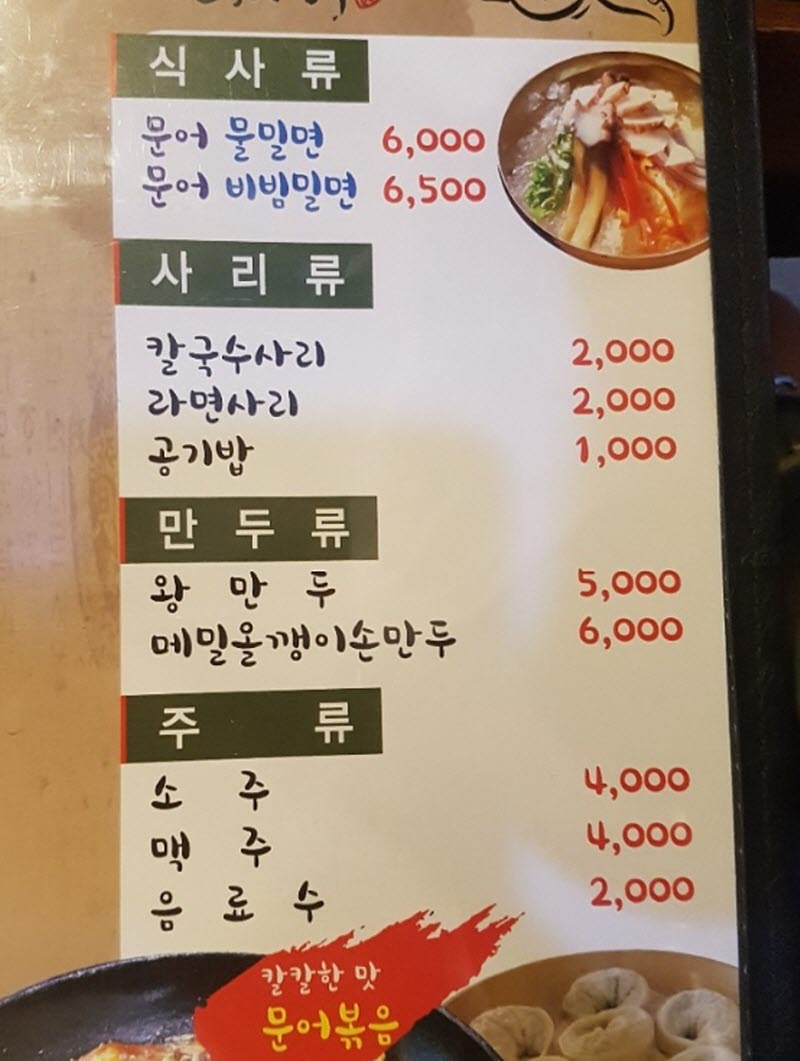 식 사 류
문어 물밀면 6,000
문어 비빔밀면 6,500
사 리 류
칼국수사리 2,000
라면사리 2,000
공기밥 1,000
만 두 류
왕 만 두 5,000
메밀올깽이손만두 6,000
주 류
소 주 4,000
맥 주 4,000
음 료 수 2,000
칼칼한 맛
문어볶음